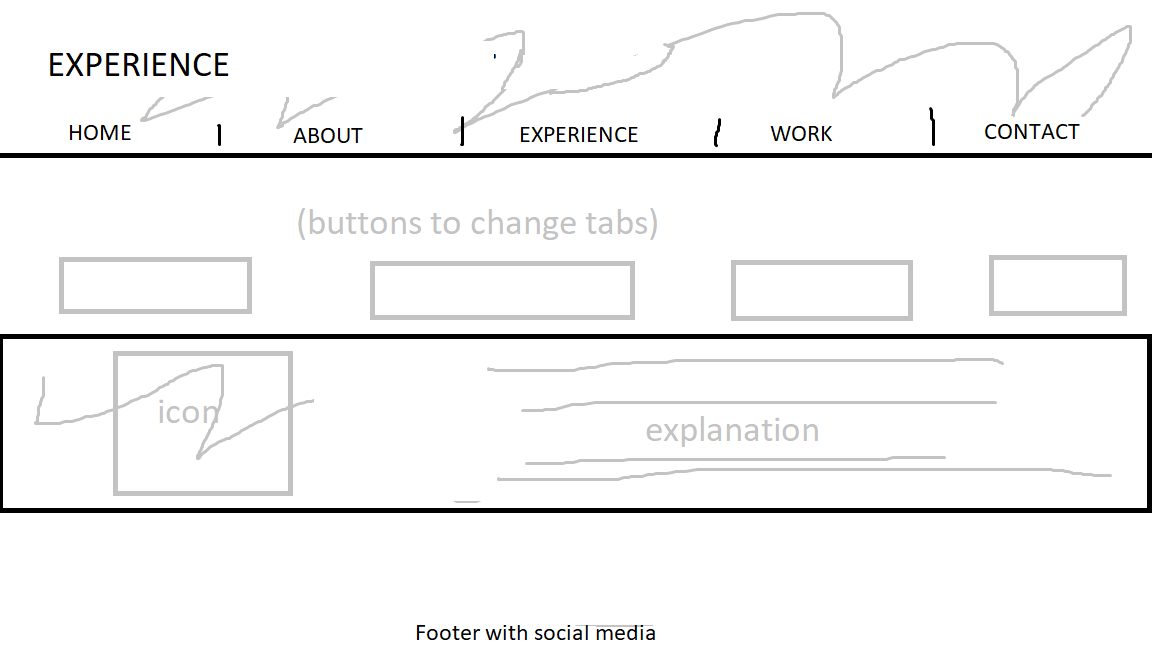 EXPERIENCE
HOME | ABOUT | EXPERIENCE | WORK | CONTACT
(buttons to change tabs)
icon
explanation
Footer with social media